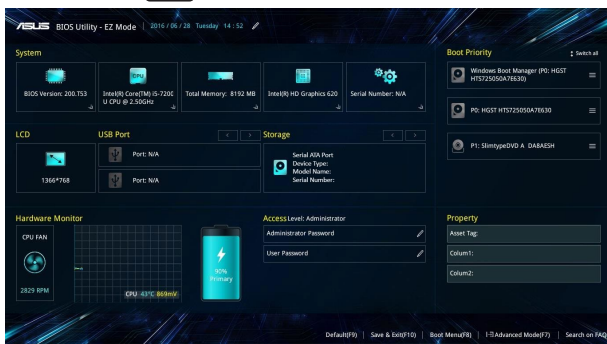 ASUS BIOS Utility - EZ Mode 2016 / 06 / 28 Tuesday 14 : 52
System
BIOS Version: 200.T53
Intel(R) Core(TM) i5-7200
U CPU @ 2.50GHz
Total Memory: 8192 MB
Intel(R) HD Graphics 620
Serial Number: N/A
Boot Priority
Switch all
Windows Boot Manager (P0: HGST
HTS725050A7E630)
P0: HGST HTS725050A7E630
P1: SlimtypeDVD A DA8AESH
LCD
1366*768
USB Port
Port: N/A
Port: N/A
Storage
Serial ATA Port
Device Type:
Model Name:
Serial Number:
Hardware Monitor
CPU FAN
2829 RPM
CPU 43°C 869mV
90%
Primary
Access Level: Administrator
Administrator Password
User Password
Property
Asset Tag:
Colum1:
Colum2:
Default(F9) | Save & Exit(F10) | Boot Menu(F8) | Advanced Mode(F7) | Search on FAQ